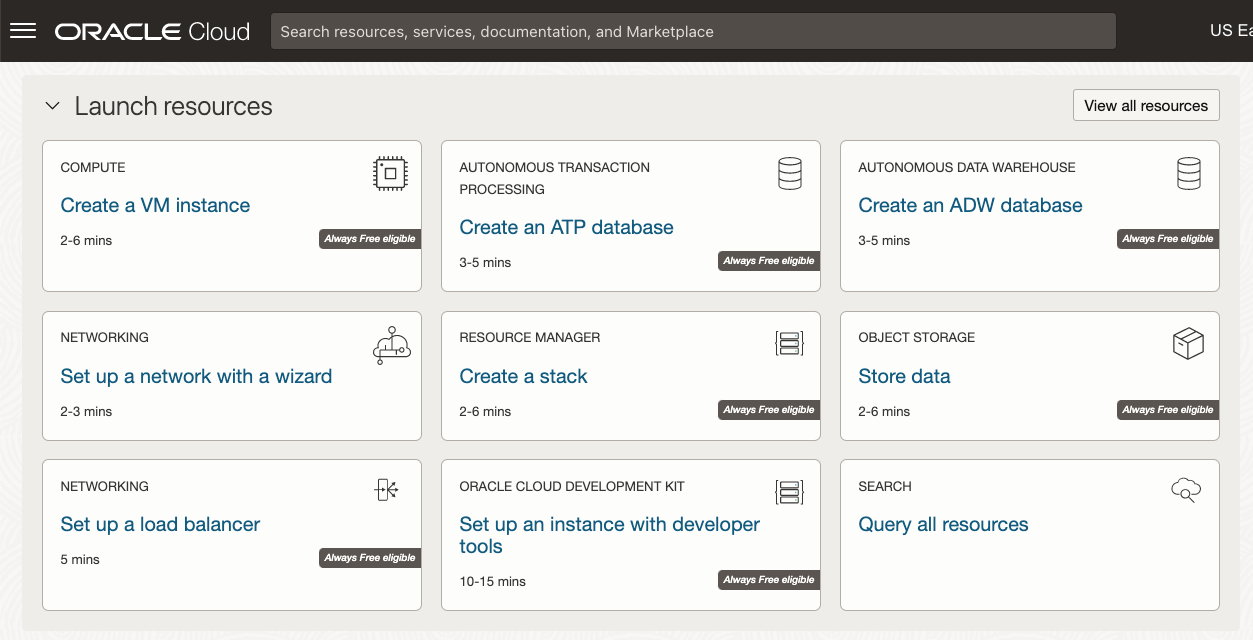 ORACLE Cloud
Search resources, services, documentation, and Marketplace
US Ea
Launch resources
View all resources
COMPUTE
Create a VM instance
2-6 mins
Always Free eligible
AUTONOMOUS TRANSACTION
PROCESSING
Create an ATP database
3-5 mins
Always Free eligible
AUTONOMOUS DATA WAREHOUSE
Create an ADW database
3-5 mins
Always Free eligible
NETWORKING
Set up a network with a wizard
2-3 mins
RESOURCE MANAGER
Create a stack
2-6 mins
Always Free eligible
OBJECT STORAGE
Store data
2-6 mins
Always Free eligible
NETWORKING
Set up a load balancer
5 mins
Always Free eligible
ORACLE CLOUD DEVELOPMENT KIT
Set up an instance with developer
tools
10-15 mins
Always Free eligible
SEARCH
Query all resources